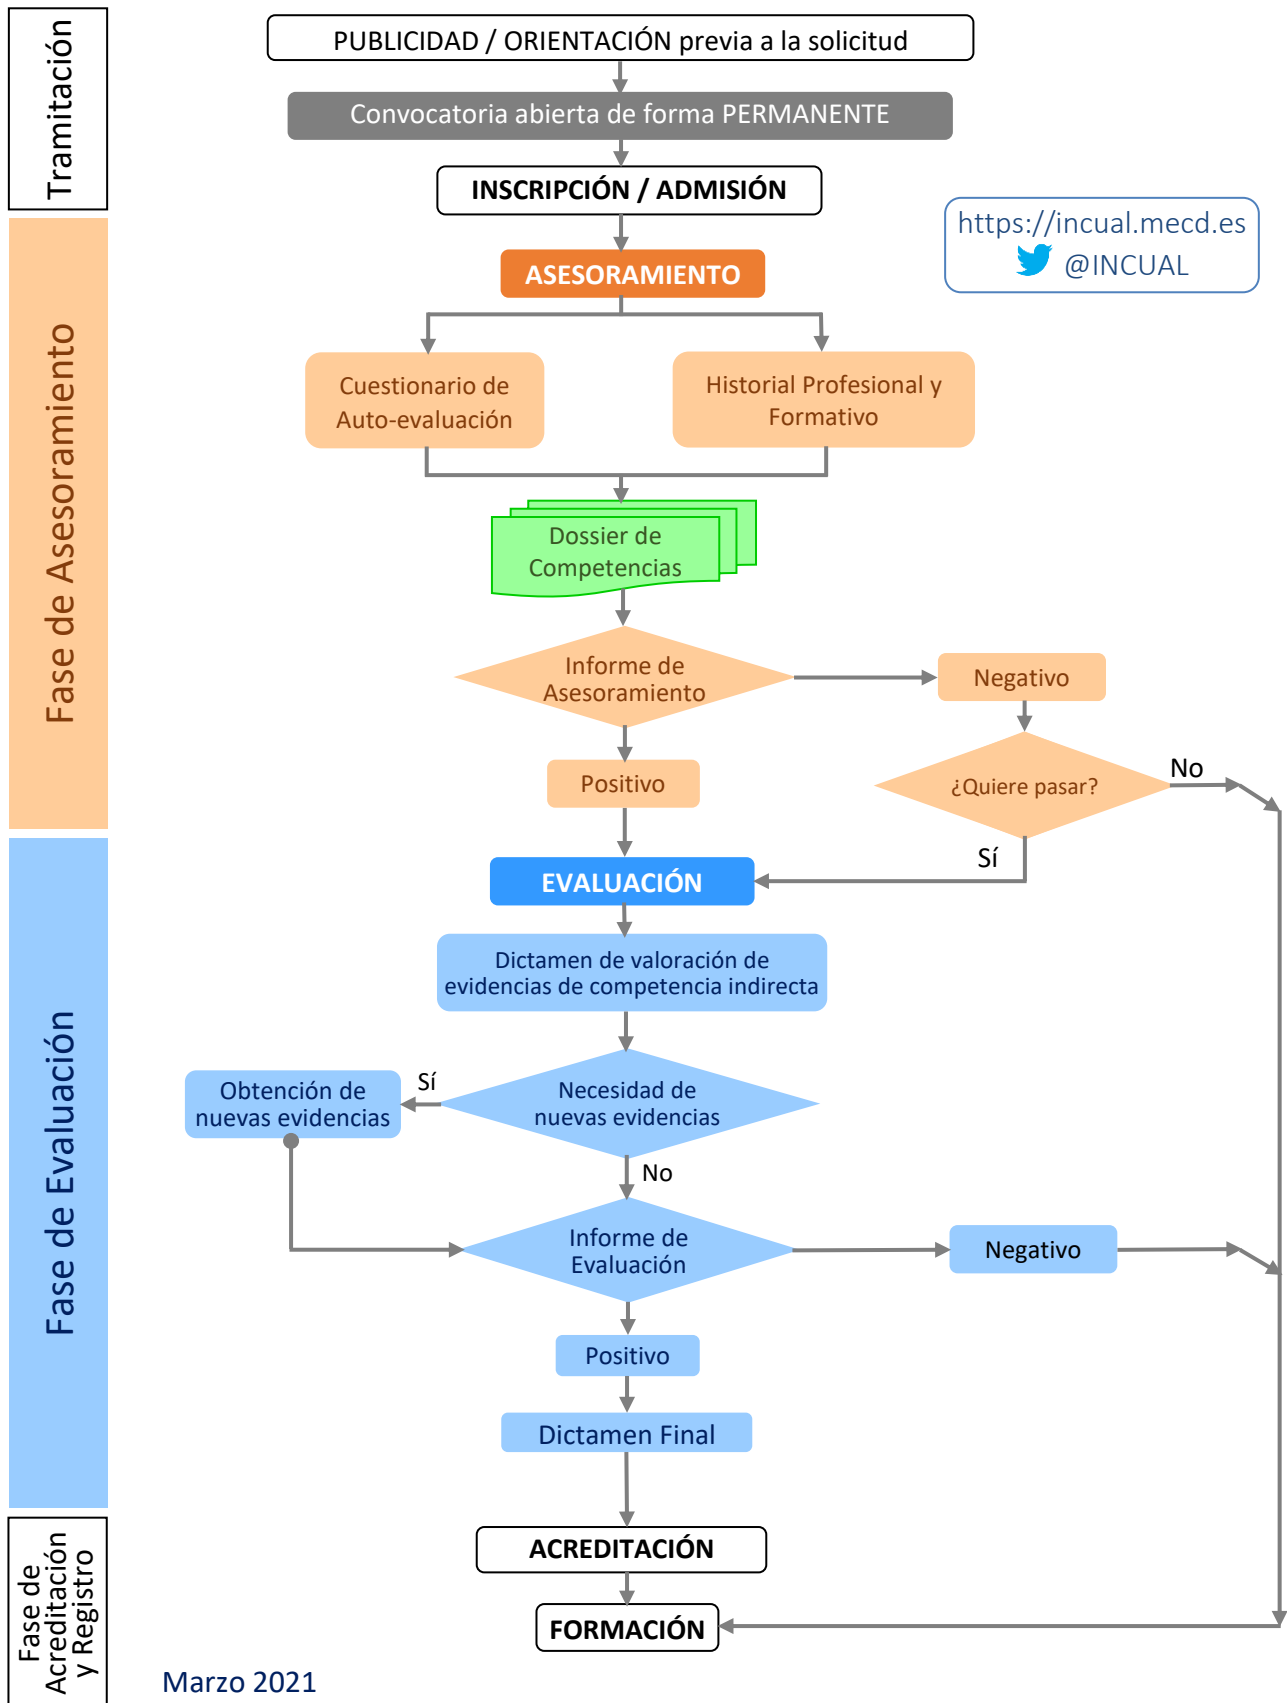 Tramitación
PUBLICIDAD / ORIENTACIÓN previa a la solicitud
Convocatoria abierta de forma PERMANENTE
INSCRIPCIÓN / ADMISIÓN
https://incual.mecd.es
@INCUAL
Fase de Asesoramiento
ASESORAMIENTO
Cuestionario de
Auto-evaluación
Historial Profesional y
Formativo
Dossier de
Competencias
Informe de
Asesoramiento
Negativo
Positivo
¿Quiere pasar?
No
Sí
Fase de Evaluación
EVALUACIÓN
Dictamen de valoración de
evidencias de competencia indirecta
Necesidad de
nuevas evidencias
Sí
Obtención de
nuevas evidencias
No
Informe de
Evaluación
Negativo
Positivo
Dictamen Final
Fase de
Acreditación
y Registro
ACREDITACIÓN
FORMACIÓN
Marzo 2021